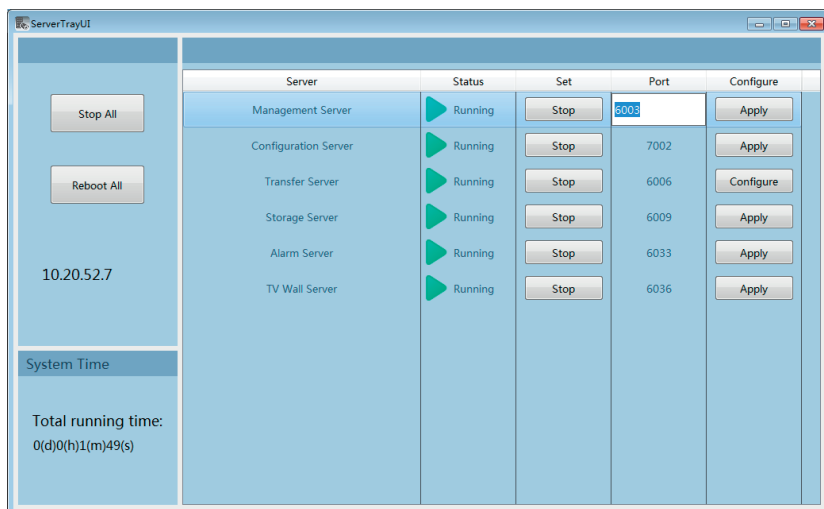 ServerTrayUI
Server Status Set Port Configure
Management Server Running Stop 6003 Apply
Configuration Server Running Stop 7002 Apply
Transfer Server Running Stop 6006 Configure
Storage Server Running Stop 6009 Apply
Alarm Server Running Stop 6033 Apply
TV Wall Server Running Stop 6036 Apply
Stop All
Reboot All
10.20.52.7
System Time
Total running time:
0(d)0(h)1(m)49(s)